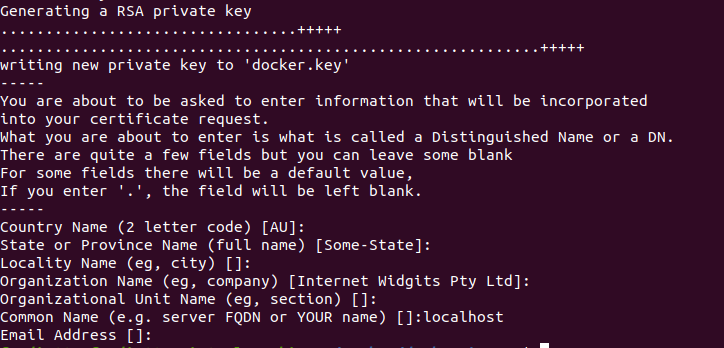 Generating a RSA private key
.................................+++++
............................................................+++++
writing new private key to 'docker.key'
-----
You are about to be asked to enter information that will be incorporated
into your certificate request.
What you are about to enter is what is called a Distinguished Name or a DN.
There are quite a few fields but you can leave some blank
For some fields there will be a default value,
If you enter '.', the field will be left blank.
-----
Country Name (2 letter code) [AU]:
State or Province Name (full name) [Some-State]:
Locality Name (eg, city) []:
Organization Name (eg, company) [Internet Widgits Pty Ltd]:
Organizational Unit Name (eg, section) []:
Common Name (e.g. server FQDN or YOUR name) []:localhost
Email Address []: